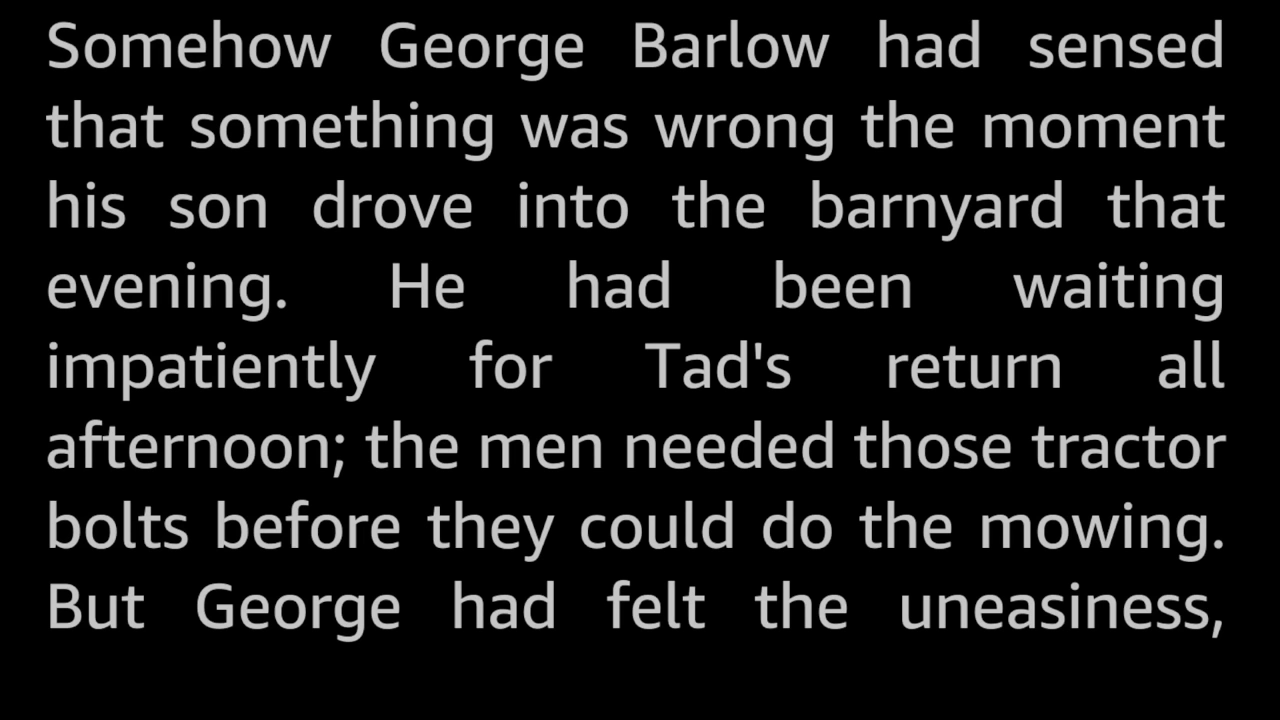 Somehow George Barlow had sensed
that something was wrong the moment
his son drove into the barnyard that
evening. He had been waiting
impatiently for Tad's return all
afternoon; the men needed those tractor
bolts before they could do the mowing.
But George had felt the uneasiness,